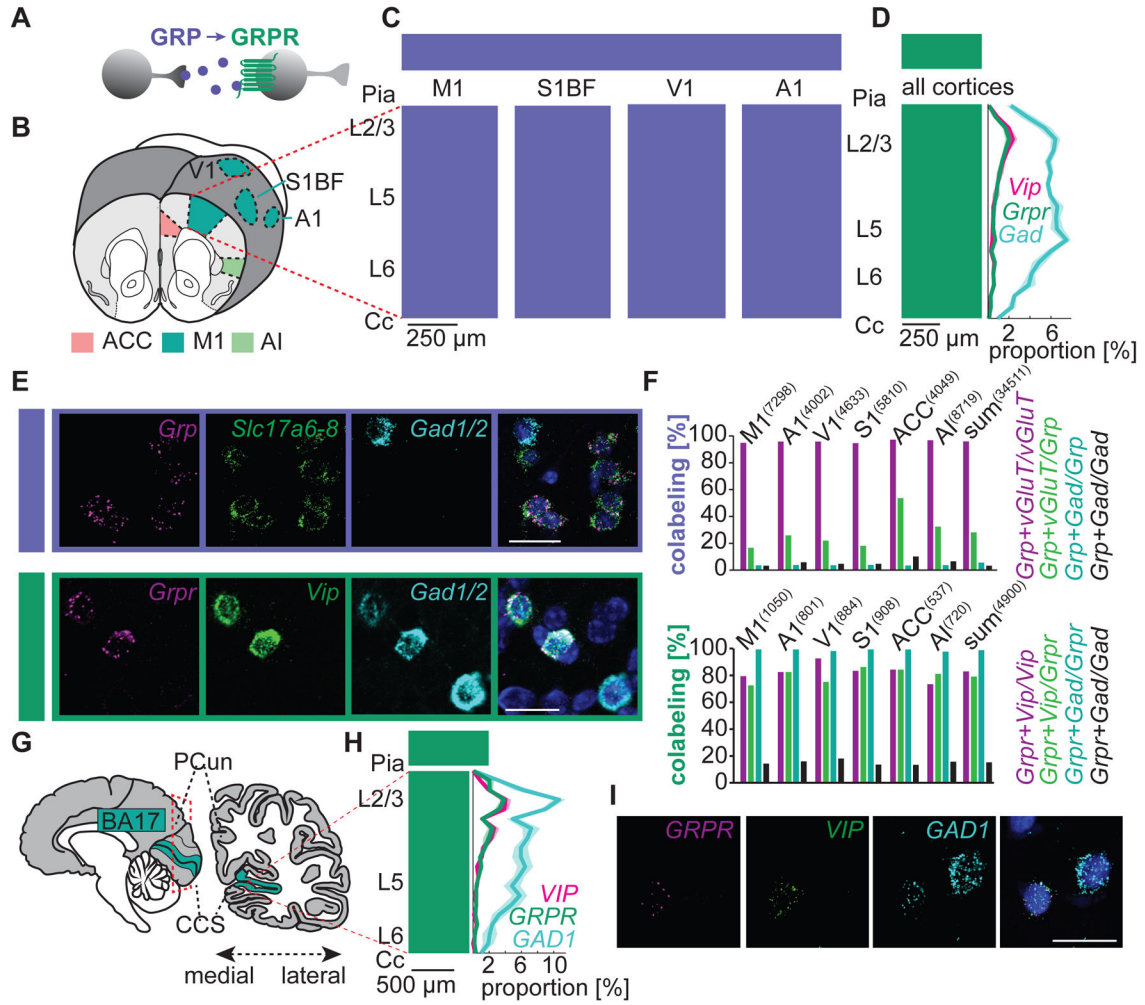 A
GRP → GRPR
B
V1
S1BF
A1
ACC M1 AI
C
M1 S1BF V1 A1
Pia
L2/3
L5
L6
Cc
250 µm
D
all cortices
Pia
L2/3
L5
L6
Cc
Vip
Grpr
Gad
250 µm
2 6
proportion [%]
E
Grp Slc17a6-8 Gad1/2
Grpr Vip Gad1/2
F
M1(7298) A1(4002) V1(4633) S1(5810) ACC(4049) AI(8719) sum(34511)
colabeling [%]
100
80
60
40
20
0
Grp+vGluT/vGluT
Grp+vGluT/Grp
Grp+Gad/Grp
Grp+Gad/Gad
M1(1050) A1(801) V1(884) S1(908) ACC(537) AI(720) sum(4900)
colabeling [%]
100
80
60
40
20
0
Grpr+Vip/Vip
Grpr+Vip/Grpr
Grpr+Gad/Grpr
Grpr+Gad/Gad
G
PCun
BA17
CCS
medial lateral
H
Pia
L2/3
L5
L6
Cc
VIP
GRPR
GAD1
500 µm
2 6 10
proportion [%]
I
GRPR VIP GAD1